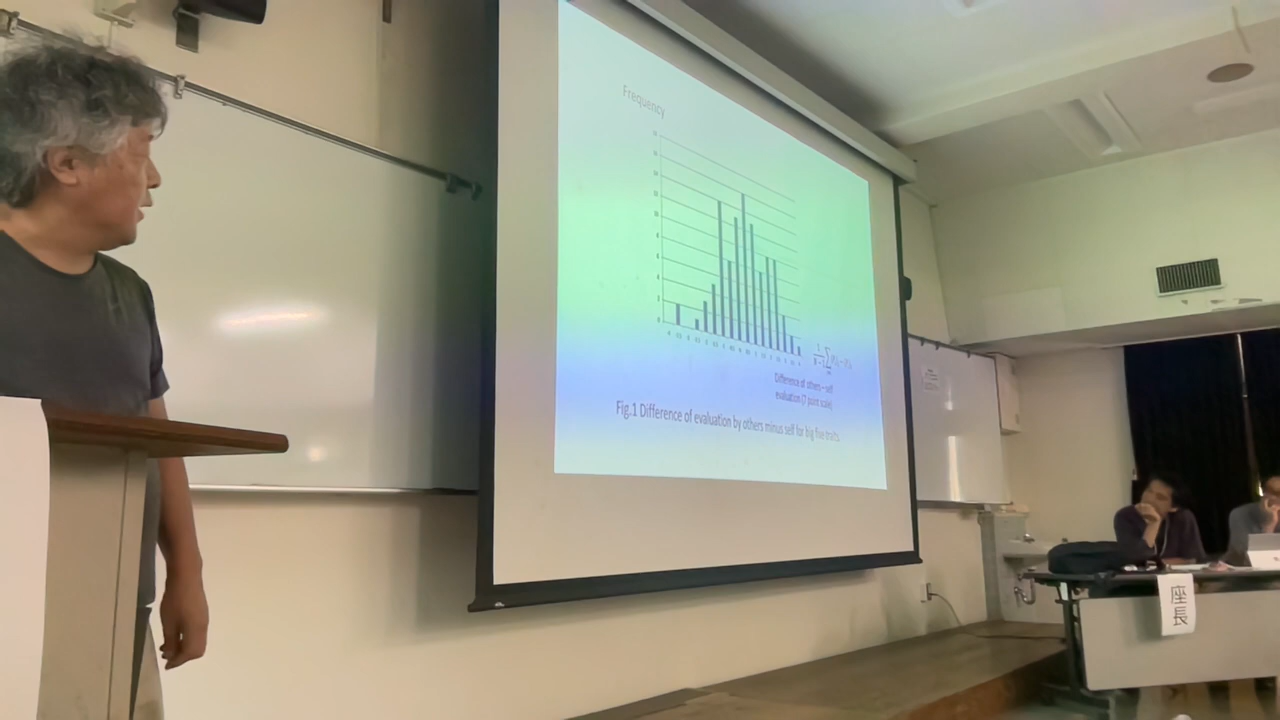 Frequency
Difference of others – self
evaluation (7 point scale)
Fig.1 Difference of evaluation by others minus self for big five traits
座長